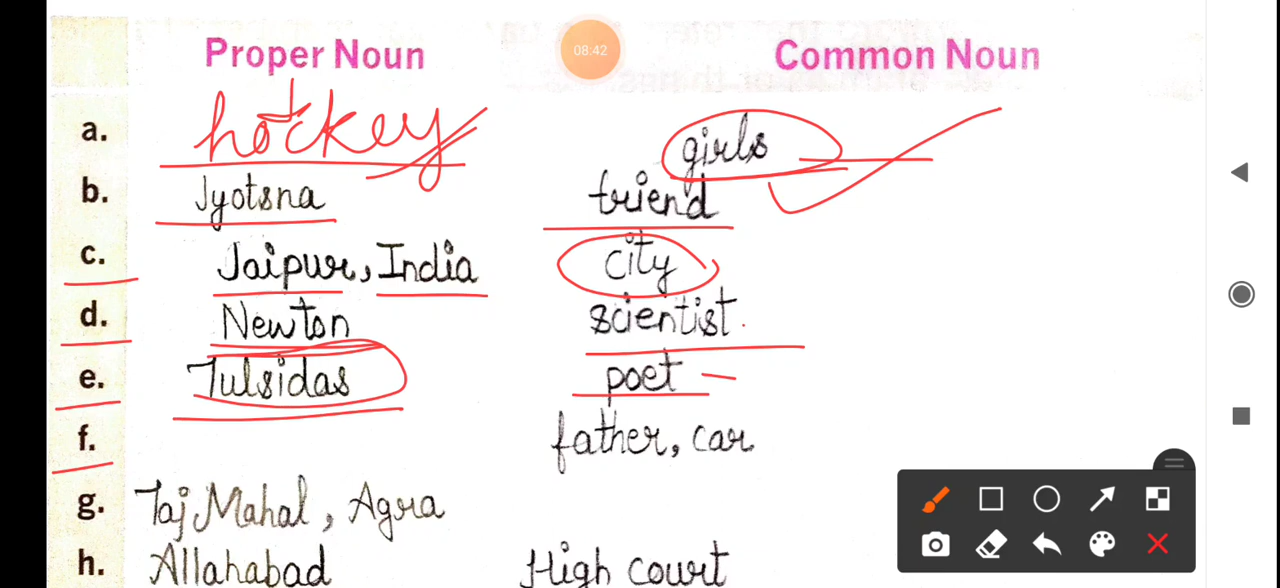 08:42
Proper Noun Common Noun
a. hockey girls
b. Jyotsna friend
c. Jaipur, India city
d. Newton scientist.
e. Tulsidas poet
f. father, car
g. Taj Mahal, Agra
h. Allahabad High court